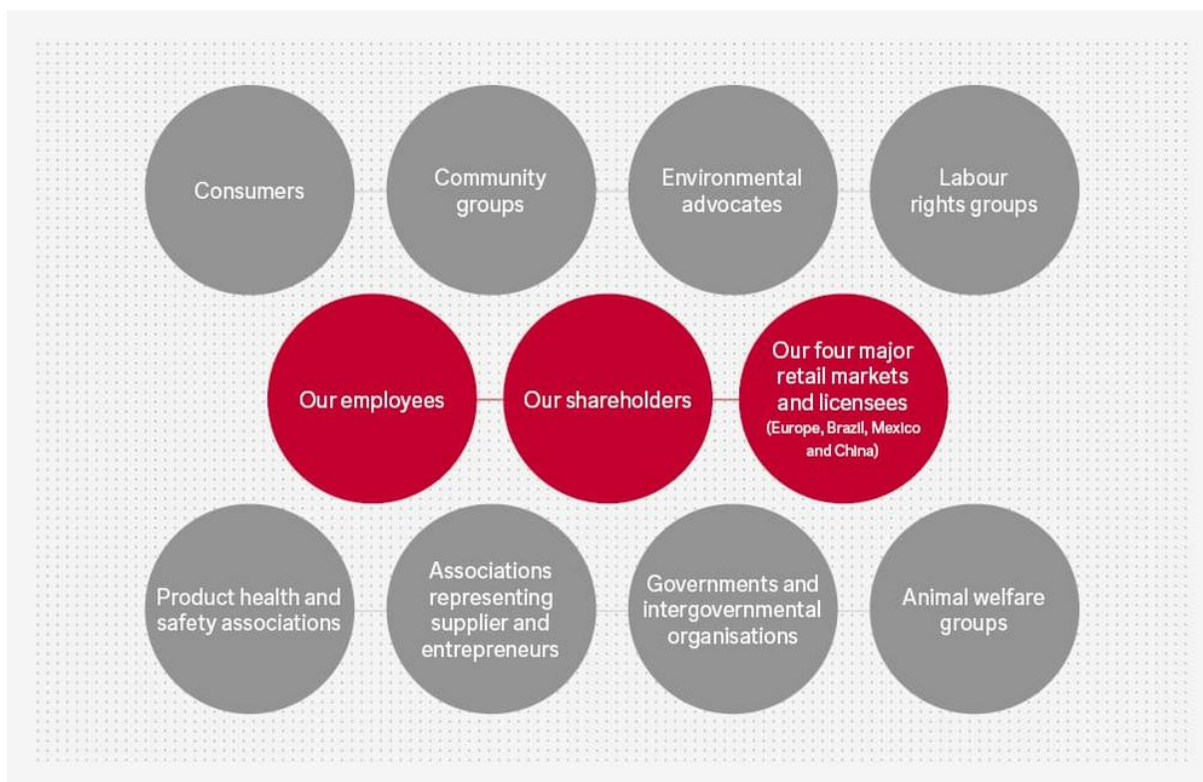 Consumers
Community
groups
Environmental
advocates
Labour
rights groups
Our employees
Our shareholders
Our four major
retail markets
and licensees
(Europe, Brazil, Mexico
and China)
Product health and
safety associations
Associations
representing
supplier and
entrepreneurs
Governments and
intergovernmental
organisations
Animal welfare
groups